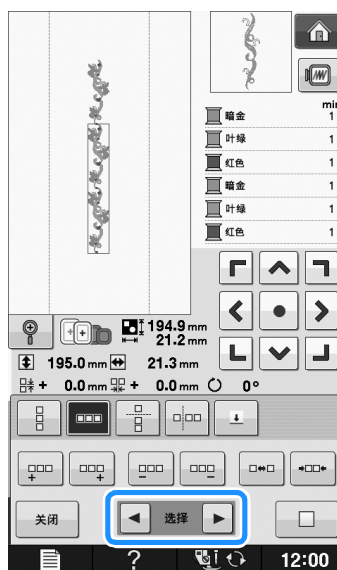 min
暗金 1
叶绿 1
红色 1
暗金 1
叶绿 1
红色 1
194.9 mm
21.2 mm
195.0 mm 21.3 mm
+ 0.0 mm + 0.0 mm 0°
关闭
选择
12:00